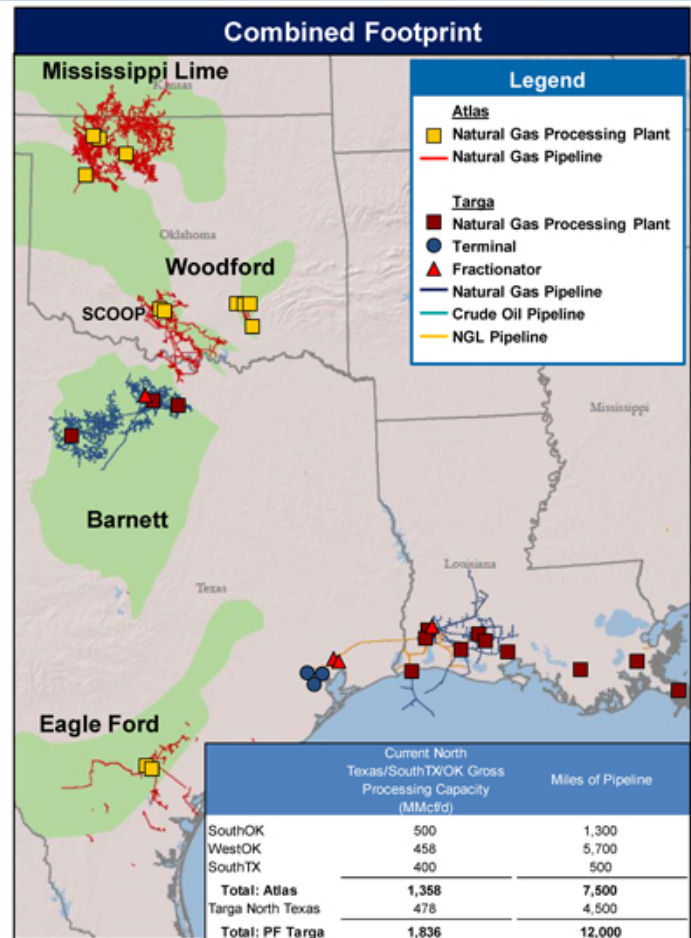 Combined Footprint
Mississippi Lime
Kansas
Legend
Atlas
Natural Gas Processing Plant
Natural Gas Pipeline
Targa
Natural Gas Processing Plant
Terminal
Fractionator
Natural Gas Pipeline
Crude Oil Pipeline
NGL Pipeline
Oklahoma
Woodford
SCOOP
Mississippi
Barnett
Louisiana
Texas
Eagle Ford
Current North
Texas/SouthTX/OK Gross
Processing Capacity
(MMcf/d)
Miles of Pipeline
SouthOK 500 1,300
WestOK 458 5,700
SouthTX 400 500
Total: Atlas 1,358 7,500
Targa North Texas 478 4,500
Total: PF Targa 1,836 12,000